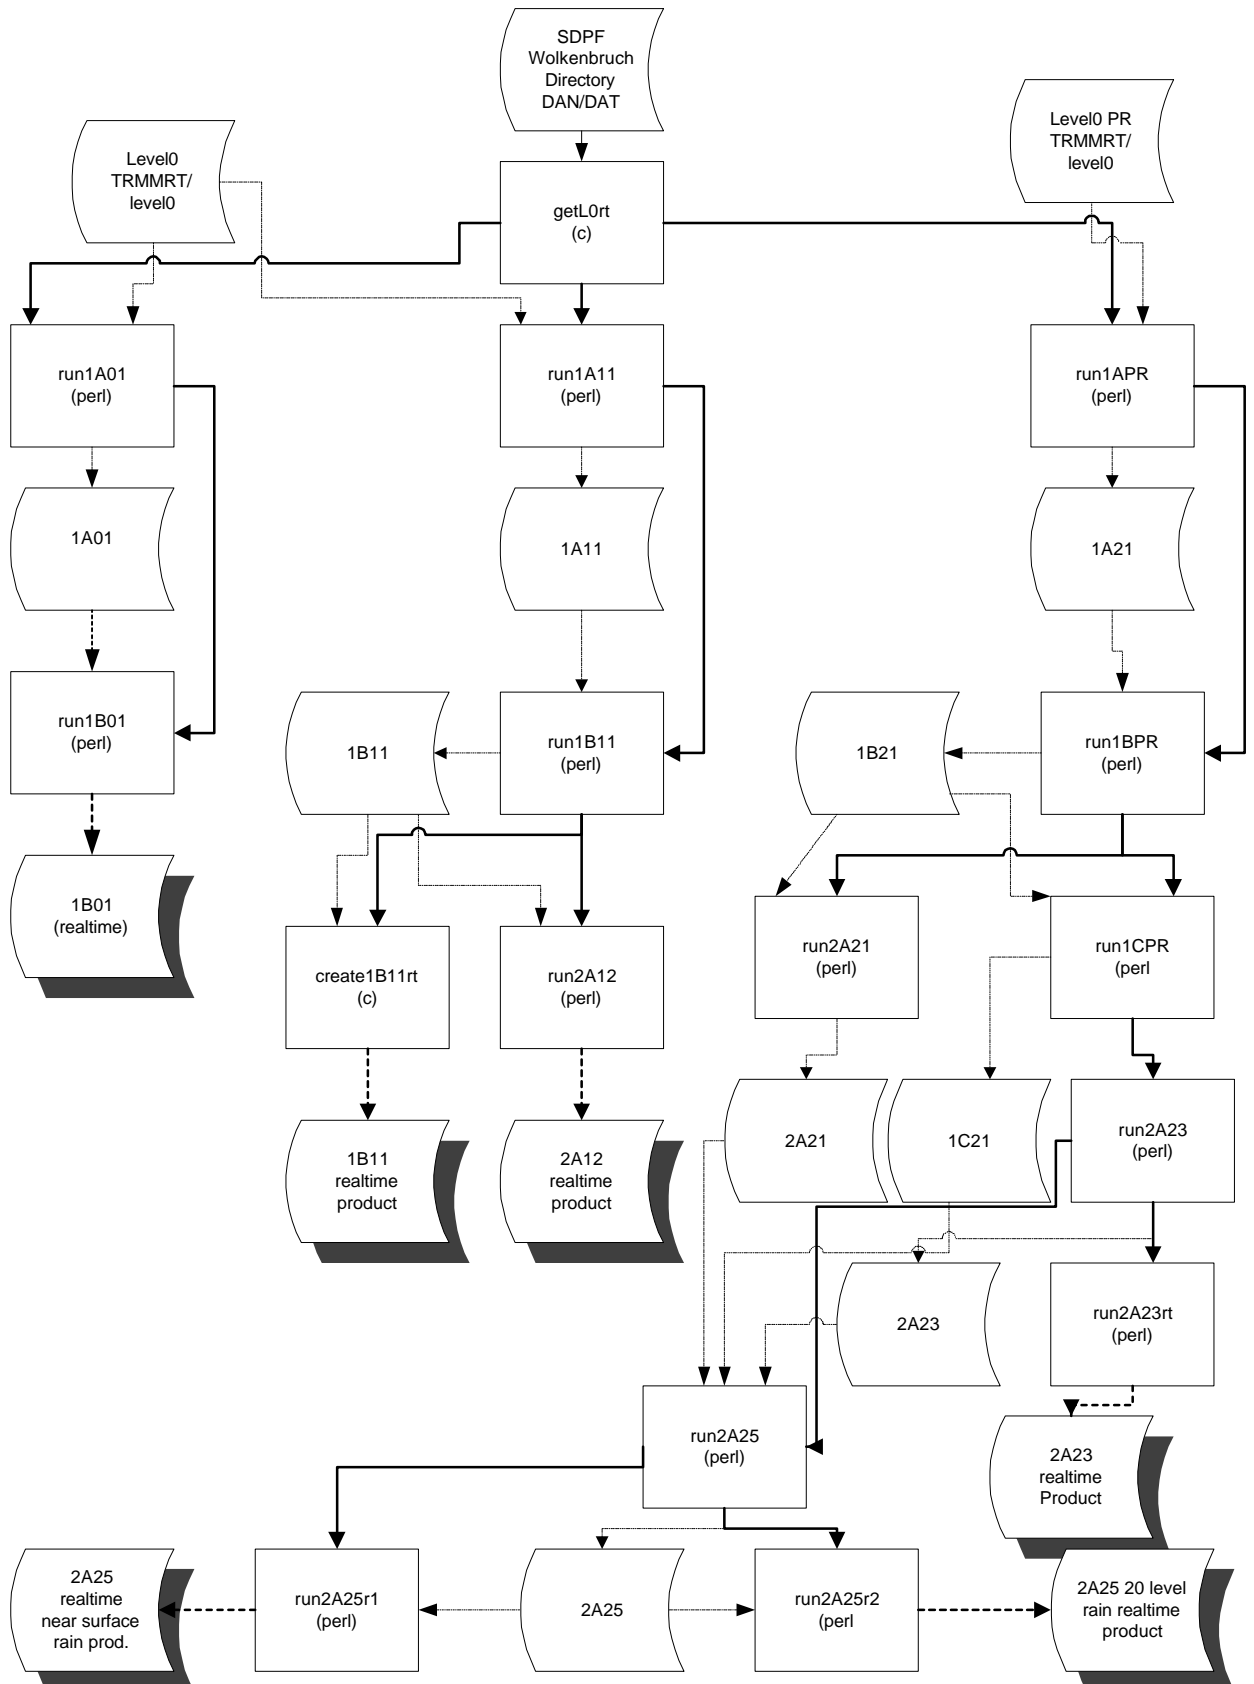 SDPF
Wolkenbruch
Directory
DAN/DAT
Level0
TRMMRT/
level0
Level0 PR
TRMMRT/
level0
getL0rt
(c)
run1A01
(perl)
run1A11
(perl)
run1APR
(perl)
1A01
1A11
1A21
run1B01
(perl)
1B11
run1B11
(perl)
1B21
run1BPR
(perl)
1B01
(realtime)
create1B11rt
(c)
run2A12
(perl)
run2A21
(perl)
run1CPR
(perl
1B11
realtime
product
2A12
realtime
product
2A21
1C21
run2A23
(perl)
2A23
run2A23rt
(perl)
run2A25
(perl)
2A23
realtime
Product
2A25
realtime
near surface
rain prod.
run2A25r1
(perl)
2A25
run2A25r2
(perl
2A25 20 level
rain realtime
product